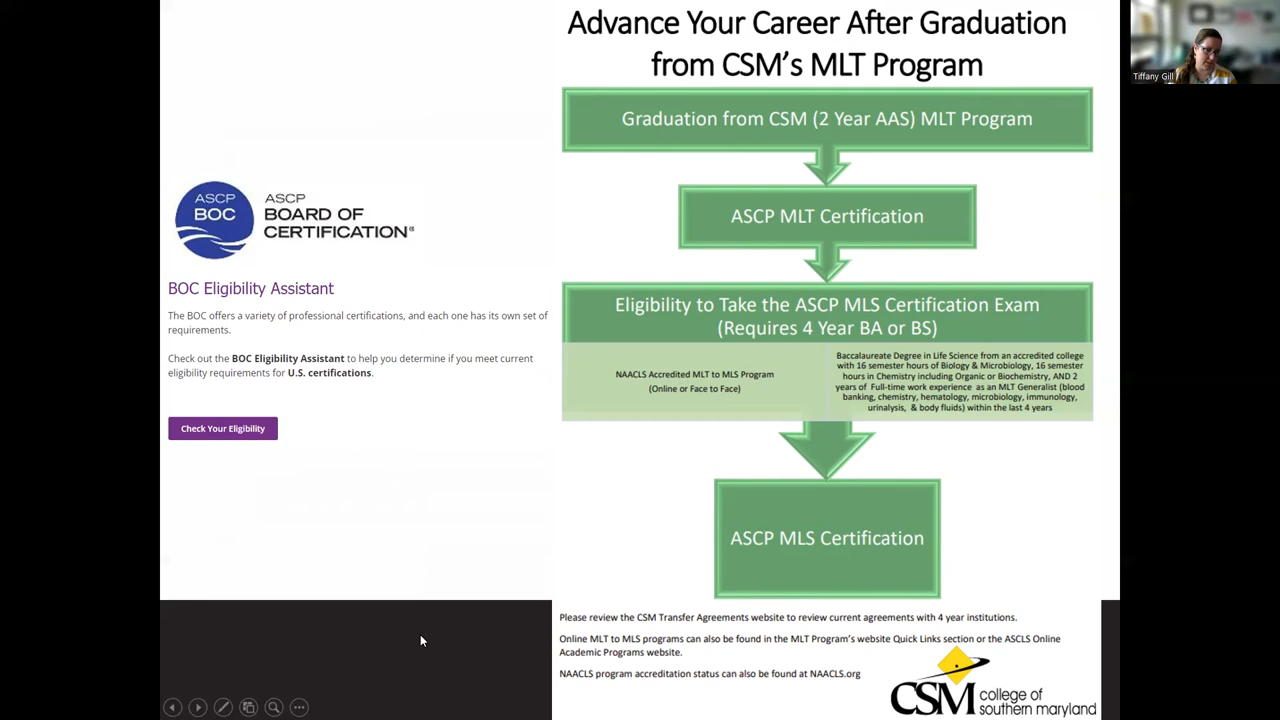 Advance Your Career After Graduation
from CSM's MLT Program
Tiffany Gill
Graduation from CSM (2 Year AAS) MLT Program
ASCP MLT Certification
Eligibility to Take the ASCP MLS Certification Exam
(Requires 4 Year BA or BS)
NAACLS Accredited MLT to MLS Program
(Online or Face to Face)
Baccalaureate Degree in Life Science from an accredited college
with 16 semester hours of Biology & Microbiology, 16 semester
hours in Chemistry including Organic or Biochemistry, AND 2
years of Full-time work experience as an MLT Generalist (blood
banking, chemistry, hematology, microbiology, immunology,
urinalysis, & body fluids) within the last 4 years
ASCP MLS Certification
ASCP
BOC
ASCP
BOARD OF
CERTIFICATION®
BOC Eligibility Assistant
The BOC offers a variety of professional certifications, and each one has its own set of
requirements.
Check out the BOC Eligibility Assistant to help you determine if you meet current
eligibility requirements for U.S. certifications.
Check Your Eligibility
Please review the CSM Transfer Agreements website to review current agreements with 4 year institutions.
Online MLT to MLS programs can also be found in the MLT Program's website Quick Links section or the ASCLS Online
Academic Programs website.
NAACLS program accreditation status can also be found at NAACLS.org
CSM
college of
southern maryland